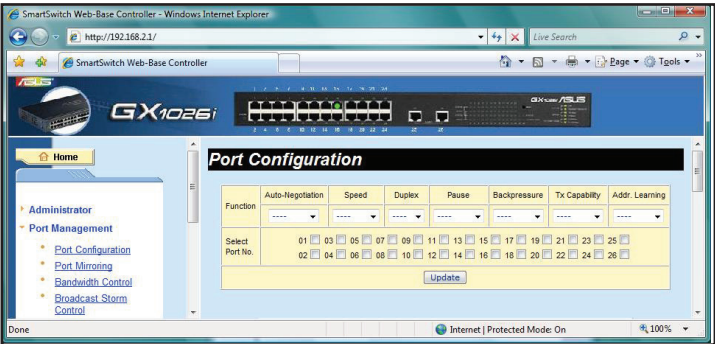 SmartSwitch Web-Base Controller - Windows Internet Explorer
http://192.168.2.1/
Live Search
SmartSwitch Web-Base Controller
Page
Tools
ASUS
GX1026i
ASUS
Home
Administrator
Port Management
Port Configuration
Port Mirroring
Bandwidth Control
Broadcast Storm
Control
Port Configuration
Function Auto-Negotiation Speed Duplex Pause Backpressure Tx Capability Addr. Learning
---- ---- ---- ---- ---- ---- ----
Select
Port No.
01 03 05 07 09 11 13 15 17 19 21 23 25
02 04 06 08 10 12 14 16 18 20 22 24 26
Update
Done
Internet | Protected Mode: On
100%